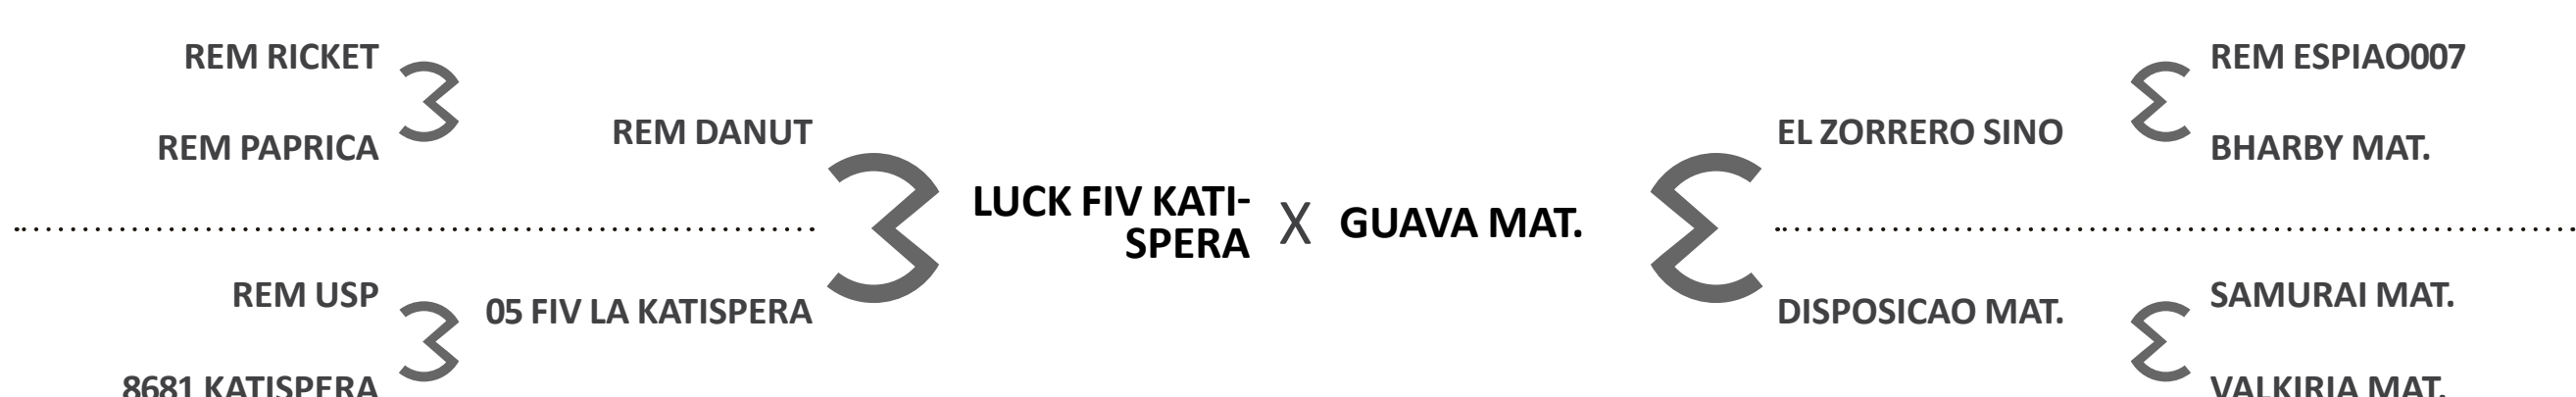 REM RICKET
REM PAPRICA
REM DANUT
REM USP
05 FIV LA KATISPERA
8681 KATISPERA
LUCK FIV KATI-
SPERA
X
GUAVA MAT.
EL ZORRERO SINO
REM ESPIAO007
BHARBY MAT.
DISPOSICAO MAT.
SAMURAI MAT.
VALKIRIA MAT.